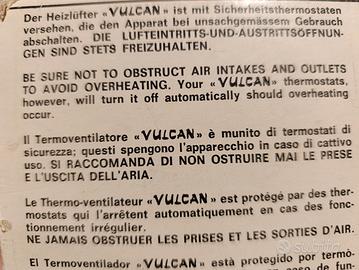 Der Heizlüfter «VULCAN» ist mit Sicherheitsthermostaten
versehen, die den Apparat bei unsachgemässem Gebrauch
abschalten. DIE LUFTEINTRITTS-UND-AUSTRITTSÖFFNUN-
GEN SIND STETS FREIZUHALTEN.
BE SURE NOT TO OBSTRUCT AIR INTAKES AND OUTLETS
TO AVOID OVERHEATING. Your «VULCAN» thermostats,
however, will turn it off automatically should overheating
occur.
Il Termoventilatore «VULCAN» è munito di termostati di
sicurezza; questi spengono l'apparecchio in caso di cattivo
uso. SI RACCOMANDA DI NON OSTRUIRE MAI LE PRESE
E L'USCITA DELL'ARIA.
Le Thermo-ventilateur «VULCAN» est protégé par des ther-
mostats qui l'arrêtent automatiquement en cas des fonc-
tionnement irrégulier.
NE JAMAIS OBSTRUER LES PRISES ET LES SORTIES D'AIR.
El Termoventilador «VULCAN» está protegido por termó-